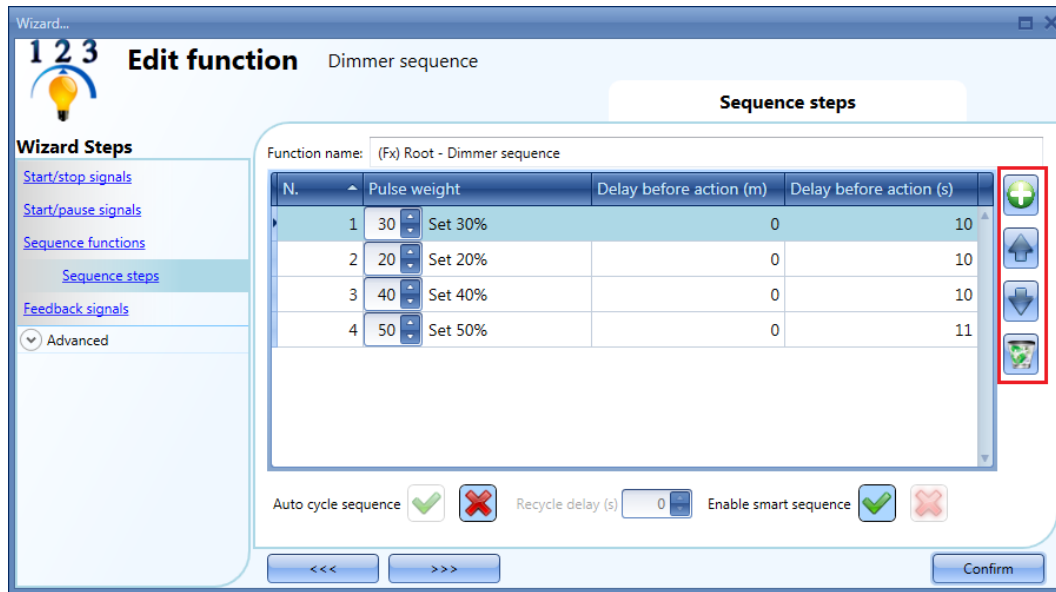 Wizard...
1 2 3
Edit function Dimmer sequence
Sequence steps
Wizard Steps
Start/stop signals
Start/pause signals
Sequence functions
Sequence steps
Feedback signals
Advanced
Function name: (Fx) Root - Dimmer sequence
N. Pulse weight Delay before action (m) Delay before action (s)
1 30 Set 30% 0 10
2 20 Set 20% 0 10
3 40 Set 40% 0 10
4 50 Set 50% 0 11
Auto cycle sequence Recycle delay (s) 0 Enable smart sequence
<<< >>> Confirm